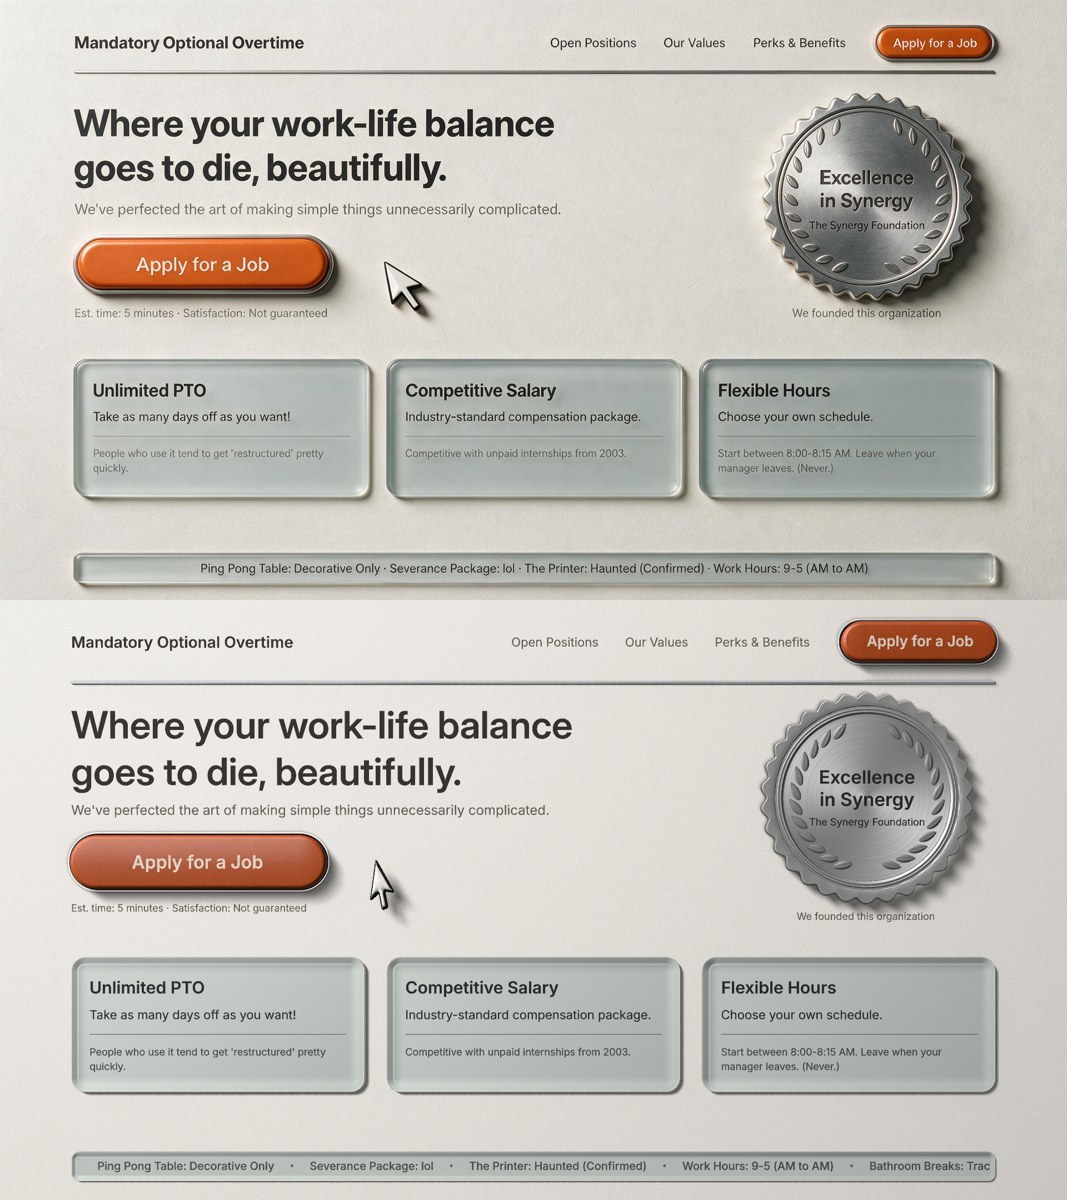 Mandatory Optional Overtime
Open Positions
Our Values
Perks & Benefits
Apply for a Job
Where your work-life balance
goes to die, beautifully.
We've perfected the art of making simple things unnecessarily complicated.
Apply for a Job
Est. time: 5 minutes · Satisfaction: Not guaranteed
Excellence
in Synergy
The Synergy Foundation
We founded this organization
Unlimited PTO
Take as many days off as you want!
People who use it tend to get 'restructured' pretty
quickly.
Competitive Salary
Industry-standard compensation package.
Competitive with unpaid internships from 2003.
Flexible Hours
Choose your own schedule.
Start between 8:00-8:15 AM. Leave when your
manager leaves. (Never.)
Ping Pong Table: Decorative Only · Severance Package: lol · The Printer: Haunted (Confirmed) · Work Hours: 9-5 (AM to AM)
Mandatory Optional Overtime
Open Positions
Our Values
Perks & Benefits
Apply for a Job
Where your work-life balance
goes to die, beautifully.
We've perfected the art of making simple things unnecessarily complicated.
Apply for a Job
Est. time: 5 minutes · Satisfaction: Not guaranteed
Excellence
in Synergy
The Synergy Foundation
We founded this organization
Unlimited PTO
Take as many days off as you want!
People who use it tend to get 'restructured' pretty
quickly.
Competitive Salary
Industry-standard compensation package.
Competitive with unpaid internships from 2003.
Flexible Hours
Choose your own schedule.
Start between 8:00-8:15 AM. Leave when your
manager leaves. (Never.)
Ping Pong Table: Decorative Only · Severance Package: lol · The Printer: Haunted (Confirmed) · Work Hours: 9-5 (AM to AM) · Bathroom Breaks: Trac